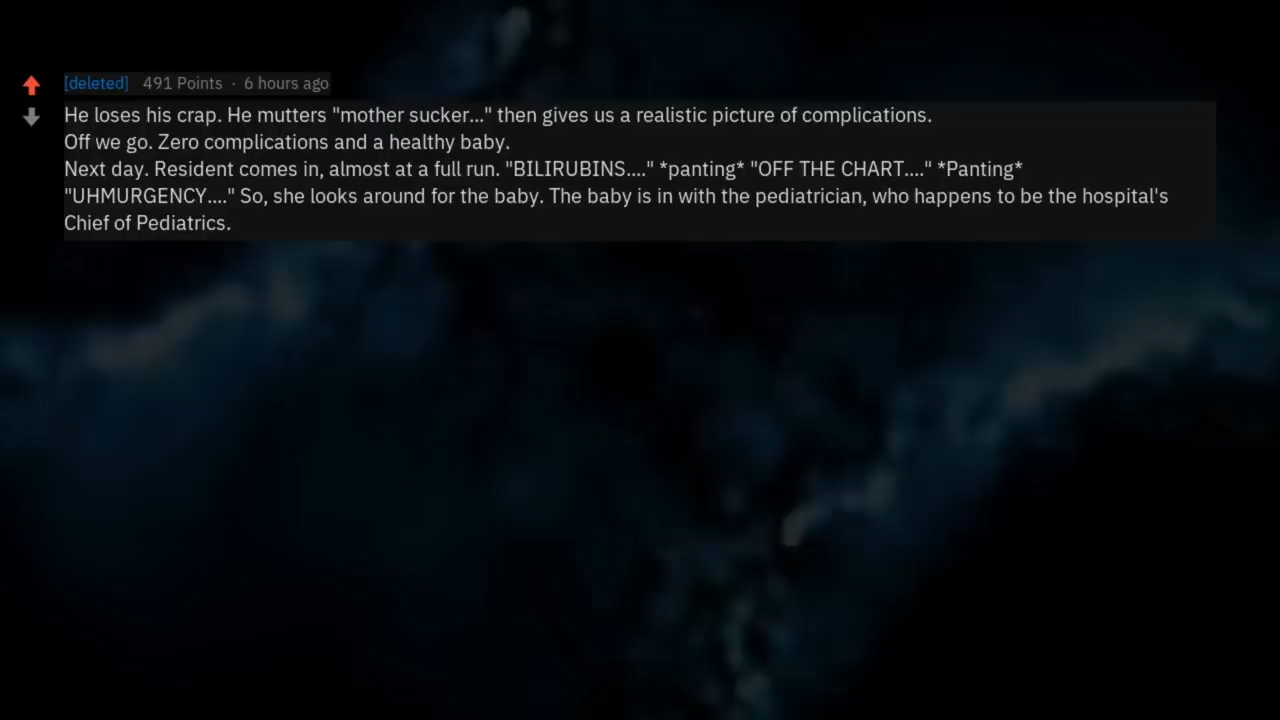 [deleted] 491 Points · 6 hours ago
He loses his crap. He mutters "mother sucker..." then gives us a realistic picture of complications.
Off we go. Zero complications and a healthy baby.
Next day. Resident comes in, almost at a full run. "BILIRUBINS...." *panting* "OFF THE CHART...." *Panting*
"UHMURGENCY...." So, she looks around for the baby. The baby is in with the pediatrician, who happens to be the hospital's
Chief of Pediatrics.